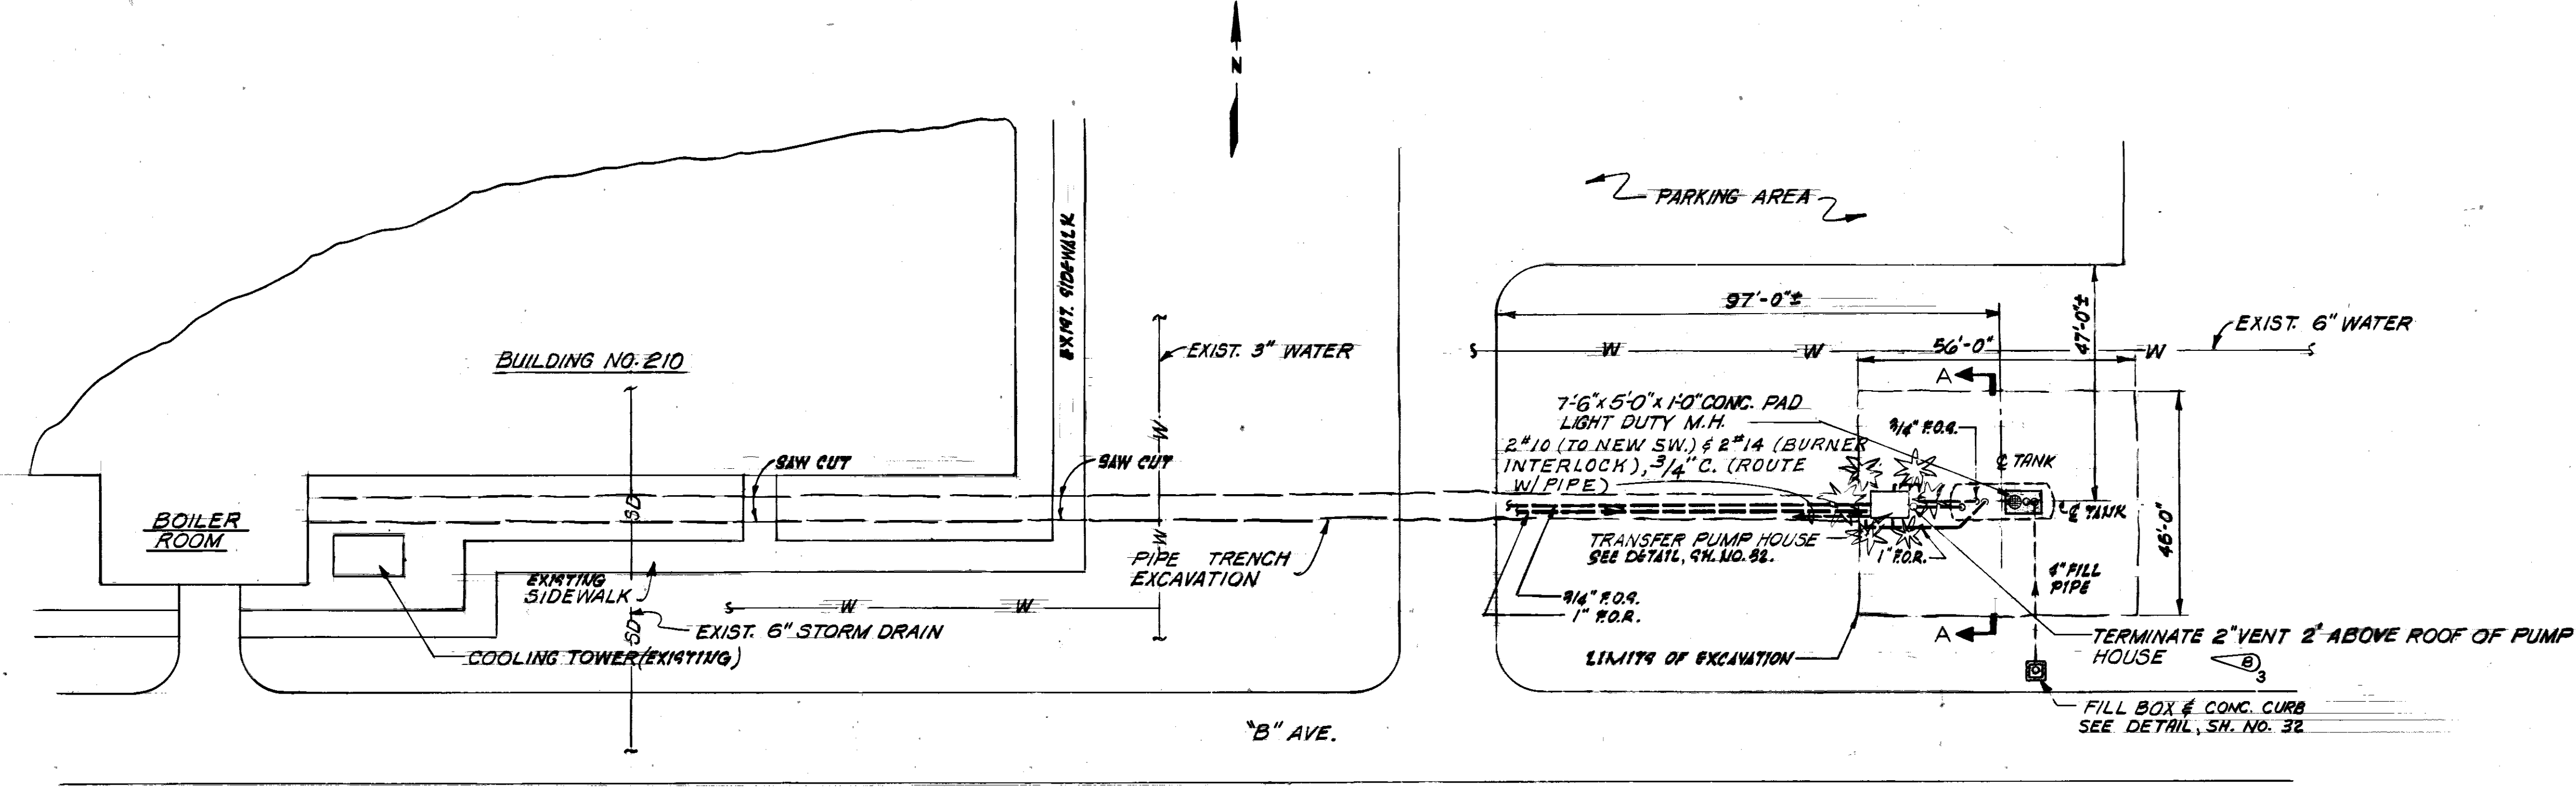 N
PARKING AREA
EXIST. SIDEWALK
97'-0"±
47'-0"±
EXIST. 6" WATER
BUILDING NO. 210
EXIST. 3" WATER
W
W
56'-0"
W
A
7'-6" x 5'-0" x 1'-0" CONC. PAD
LIGHT DUTY M.H.
3/4" F.O.S.
2 #10 (TO NEW SW.) & 2 #14 (BURNER
INTERLOCK), 3/4" C. (ROUTE
W/PIPE)
W
SAW CUT
SAW CUT
℄ TANK
℄ TANK
BOILER
ROOM
SD
W
PIPE TRENCH
EXCAVATION
TRANSFER PUMP HOUSE
SEE DETAIL, SH. NO. 32.
1" F.O.R.
46'-0"
EXISTING
SIDEWALK
4" FILL
PIPE
3/4" F.O.S.
1" F.O.R.
W
W
SD
EXIST. 6" STORM DRAIN
COOLING TOWER (EXISTING)
LIMITS OF EXCAVATION
A
TERMINATE 2" VENT 2' ABOVE ROOF OF PUMP
HOUSE
B
3
FILL BOX & CONC. CURB
SEE DETAIL, SH. NO. 32
"B" AVE.